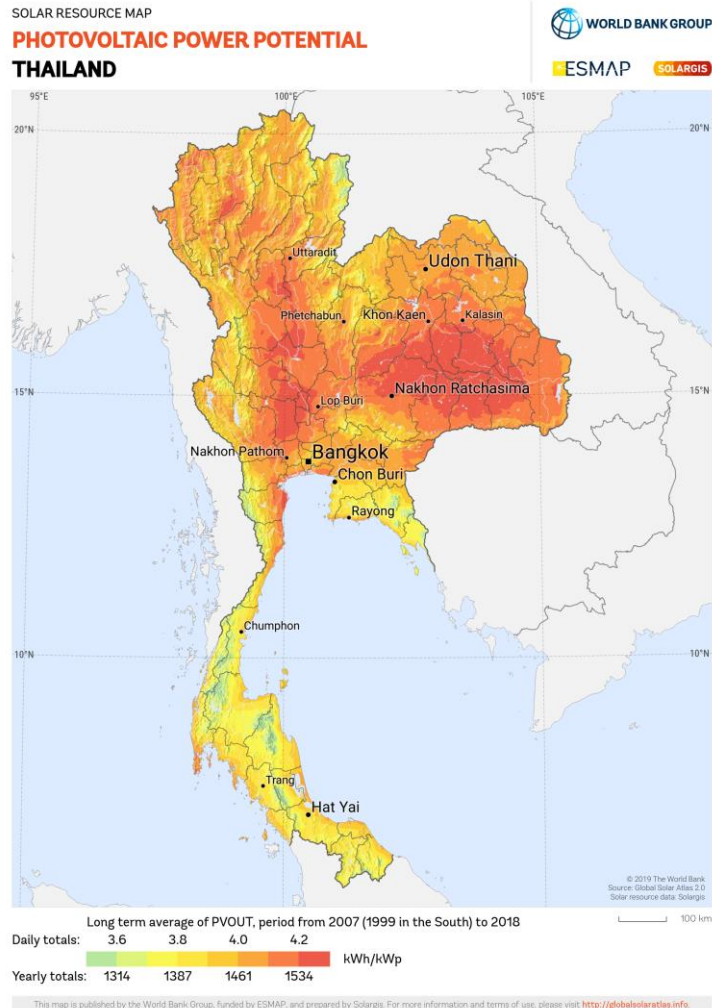 SOLAR RESOURCE MAP
PHOTOVOLTAIC POWER POTENTIAL
THAILAND
WORLD BANK GROUP
ESMAP SOLARGIS
95°E 100°E 105°E
20°N 20°N
Uttaradit
Udon Thani
Phetchabun Khon Kaen Kalasin
15°N 15°N
Nakhon Ratchasima
Lop Buri
Nakhon Pathom Bangkok
Chon Buri
Rayong
Chumphon
10°N 10°N
Trang
Hat Yai
© 2019 The World Bank
Source: Global Solar Atlas 2.0
Solar resource data: Solargis
100 km
Long term average of PVOUT, period from 2007 (1999 in the South) to 2018
Daily totals: 3.6 3.8 4.0 4.2
kWh/kWp
Yearly totals: 1314 1387 1461 1534
This map is published by the World Bank Group, funded by ESMAP, and prepared by Solargis. For more information and terms of use, please visit http://globalsolaratlas.info.